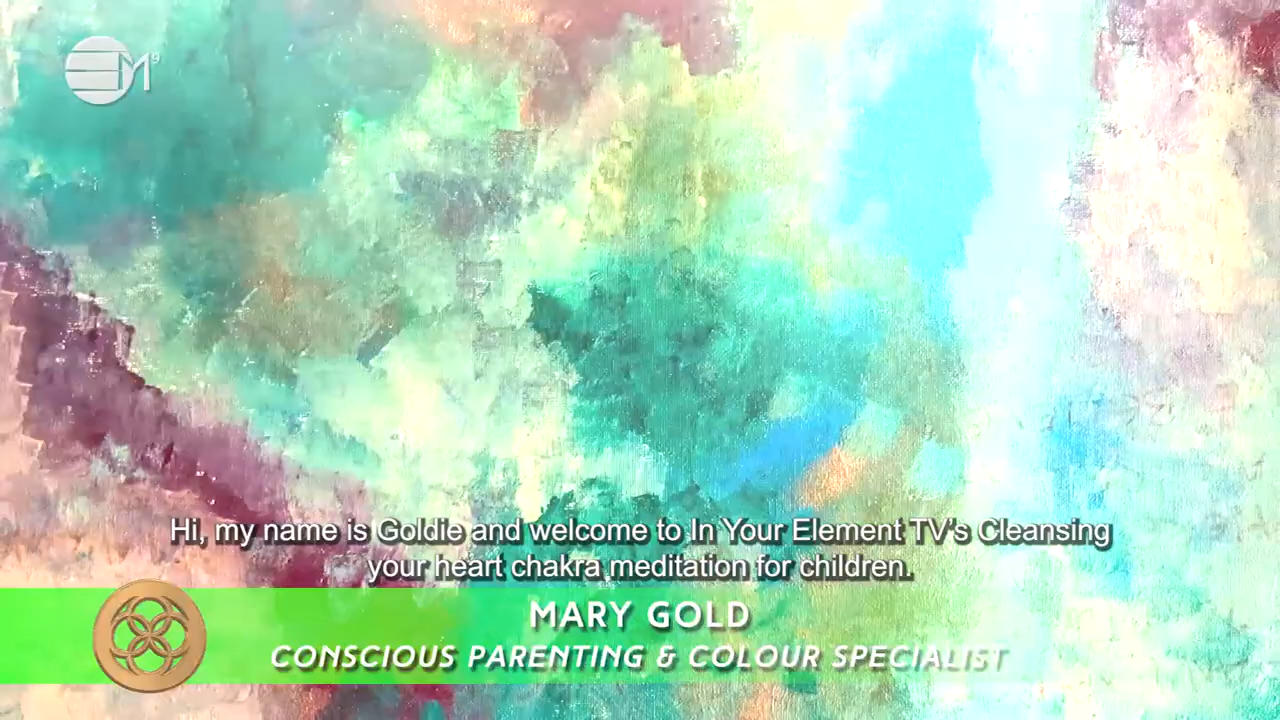 EM9
Hi, my name is Goldie and welcome to In Your Element TV's Cleansing
your heart chakra meditation for children.
MARY GOLD
CONSCIOUS PARENTING & COLOUR SPECIALIST